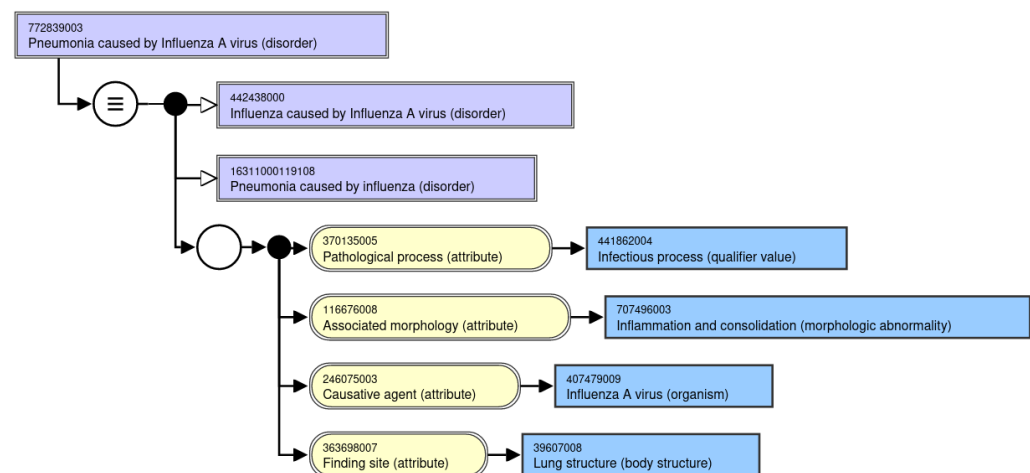 772839003
Pneumonia caused by Influenza A virus (disorder)
442438000
Influenza caused by Influenza A virus (disorder)
16311000119108
Pneumonia caused by influenza (disorder)
370135005
Pathological process (attribute)
441862004
Infectious process (qualifier value)
116676008
Associated morphology (attribute)
707496003
Inflammation and consolidation (morphologic abnormality)
246075003
Causative agent (attribute)
407479009
Influenza A virus (organism)
363698007
Finding site (attribute)
39607008
Lung structure (body structure)